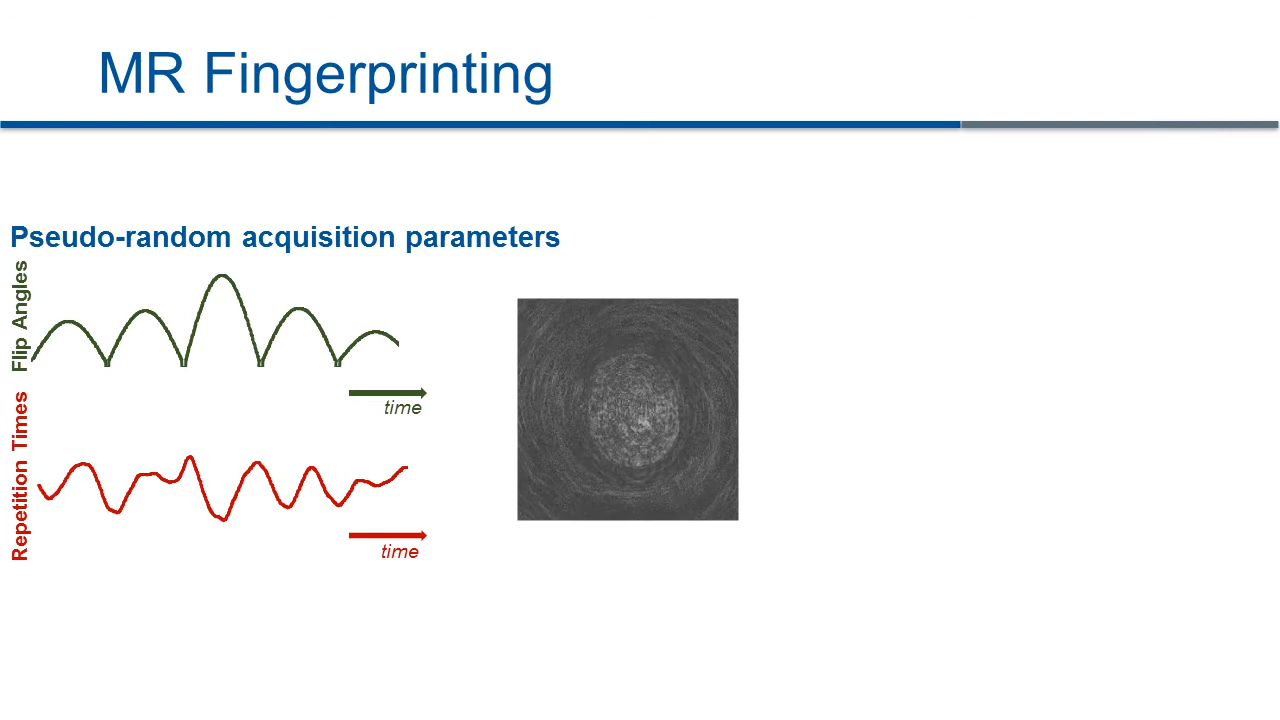 MR Fingerprinting
Pseudo-random acquisition parameters
Flip Angles
time
Repetition Times
time